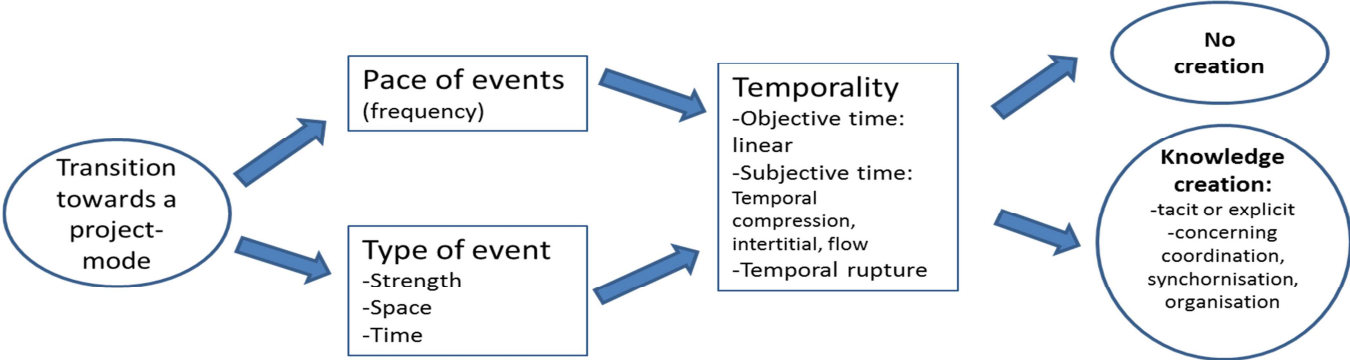 Transition
towards a
project-
mode
Pace of events
(frequency)
Type of event
-Strength
-Space
-Time
Temporality
-Objective time:
linear
-Subjective time:
Temporal
compression,
intertitial, flow
-Temporal rupture
No
creation
Knowledge
creation:
-tacit or explicit
-concerning
coordination,
synchornisation,
organisation